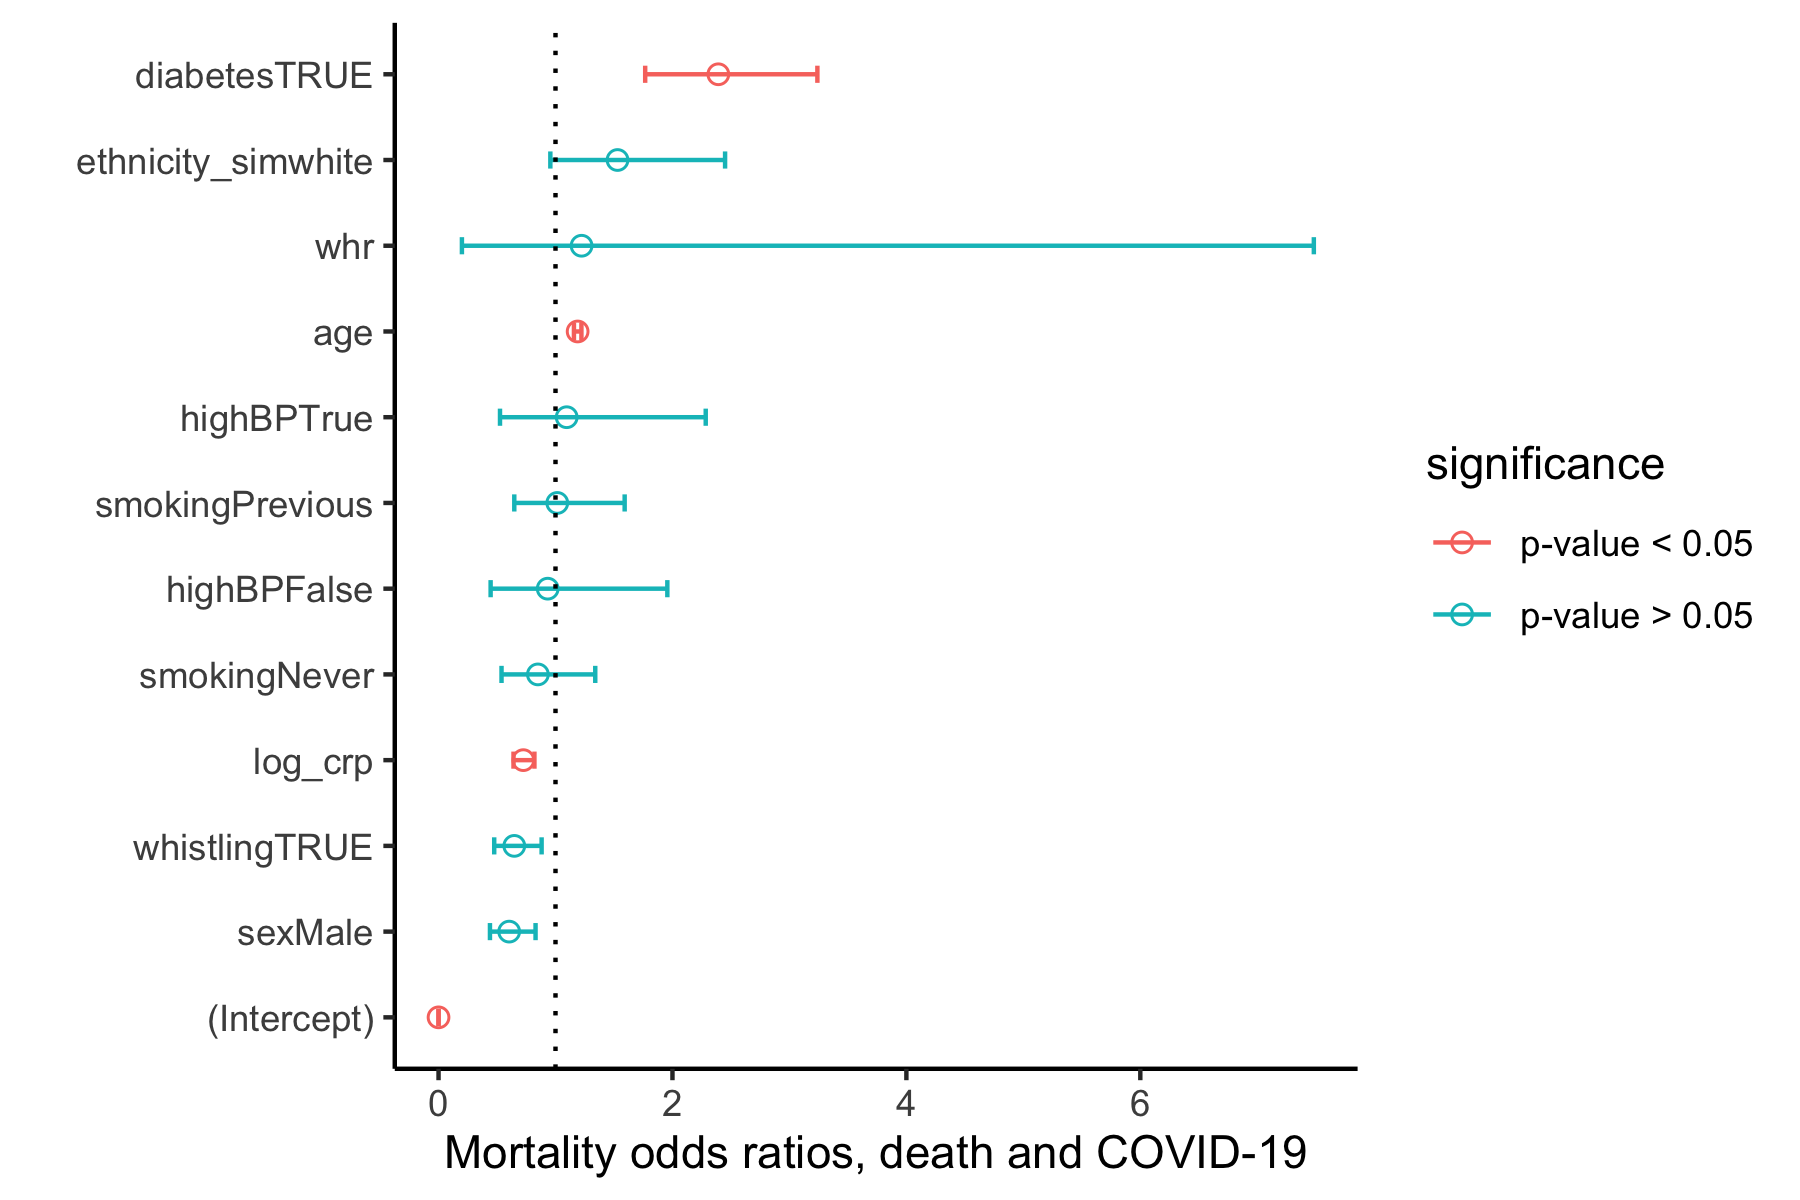 diabetesTRUE
ethnicity_simwhite
whr
age
highBPTrue
smokingPrevious
highBPFalse
smokingNever
log_crp
whistlingTRUE
sexMale
(Intercept)
0 2 4 6
Mortality odds ratios, death and COVID-19
significance
p-value < 0.05
p-value > 0.05